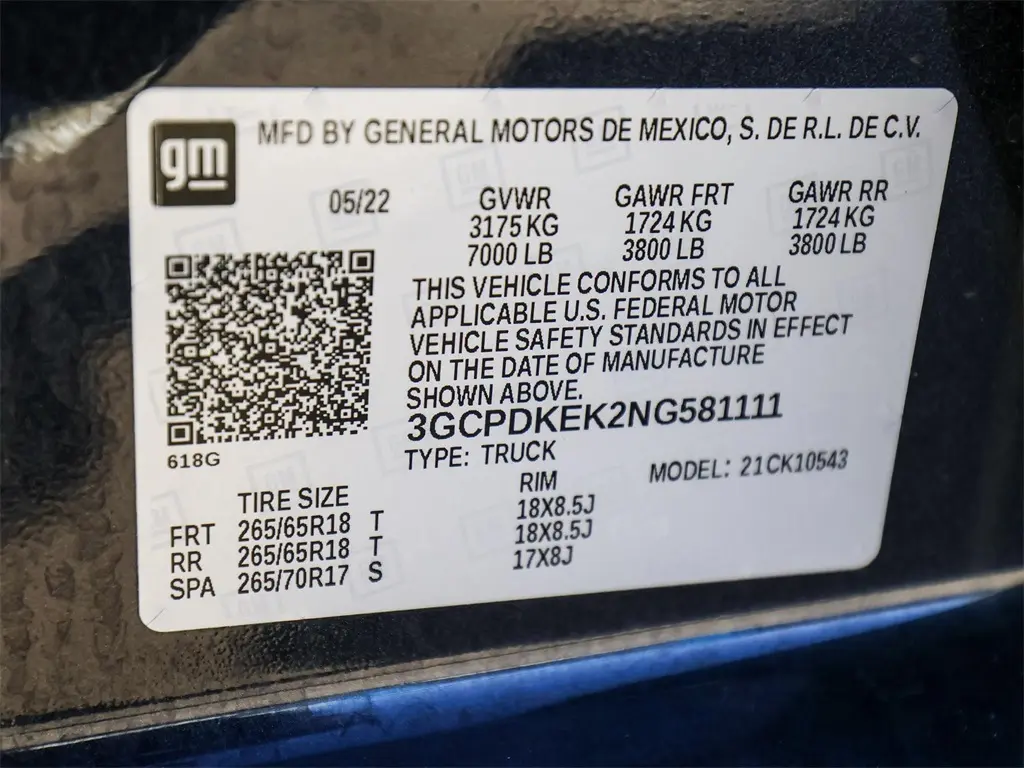 gm
MFD BY GENERAL MOTORS DE MEXICO, S. DE R.L. DE C.V.
05/22 GVWR GAWR FRT GAWR RR
3175 KG 1724 KG 1724 KG
7000 LB 3800 LB 3800 LB
THIS VEHICLE CONFORMS TO ALL
APPLICABLE U.S. FEDERAL MOTOR
VEHICLE SAFETY STANDARDS IN EFFECT
ON THE DATE OF MANUFACTURE
SHOWN ABOVE.
3GCPDKEK2NG581111
618G
TYPE: TRUCK MODEL: 21CK10543
TIRE SIZE RIM
FRT 265/65R18 T 18X8.5J
RR 265/65R18 T 18X8.5J
SPA 265/70R17 S 17X8J